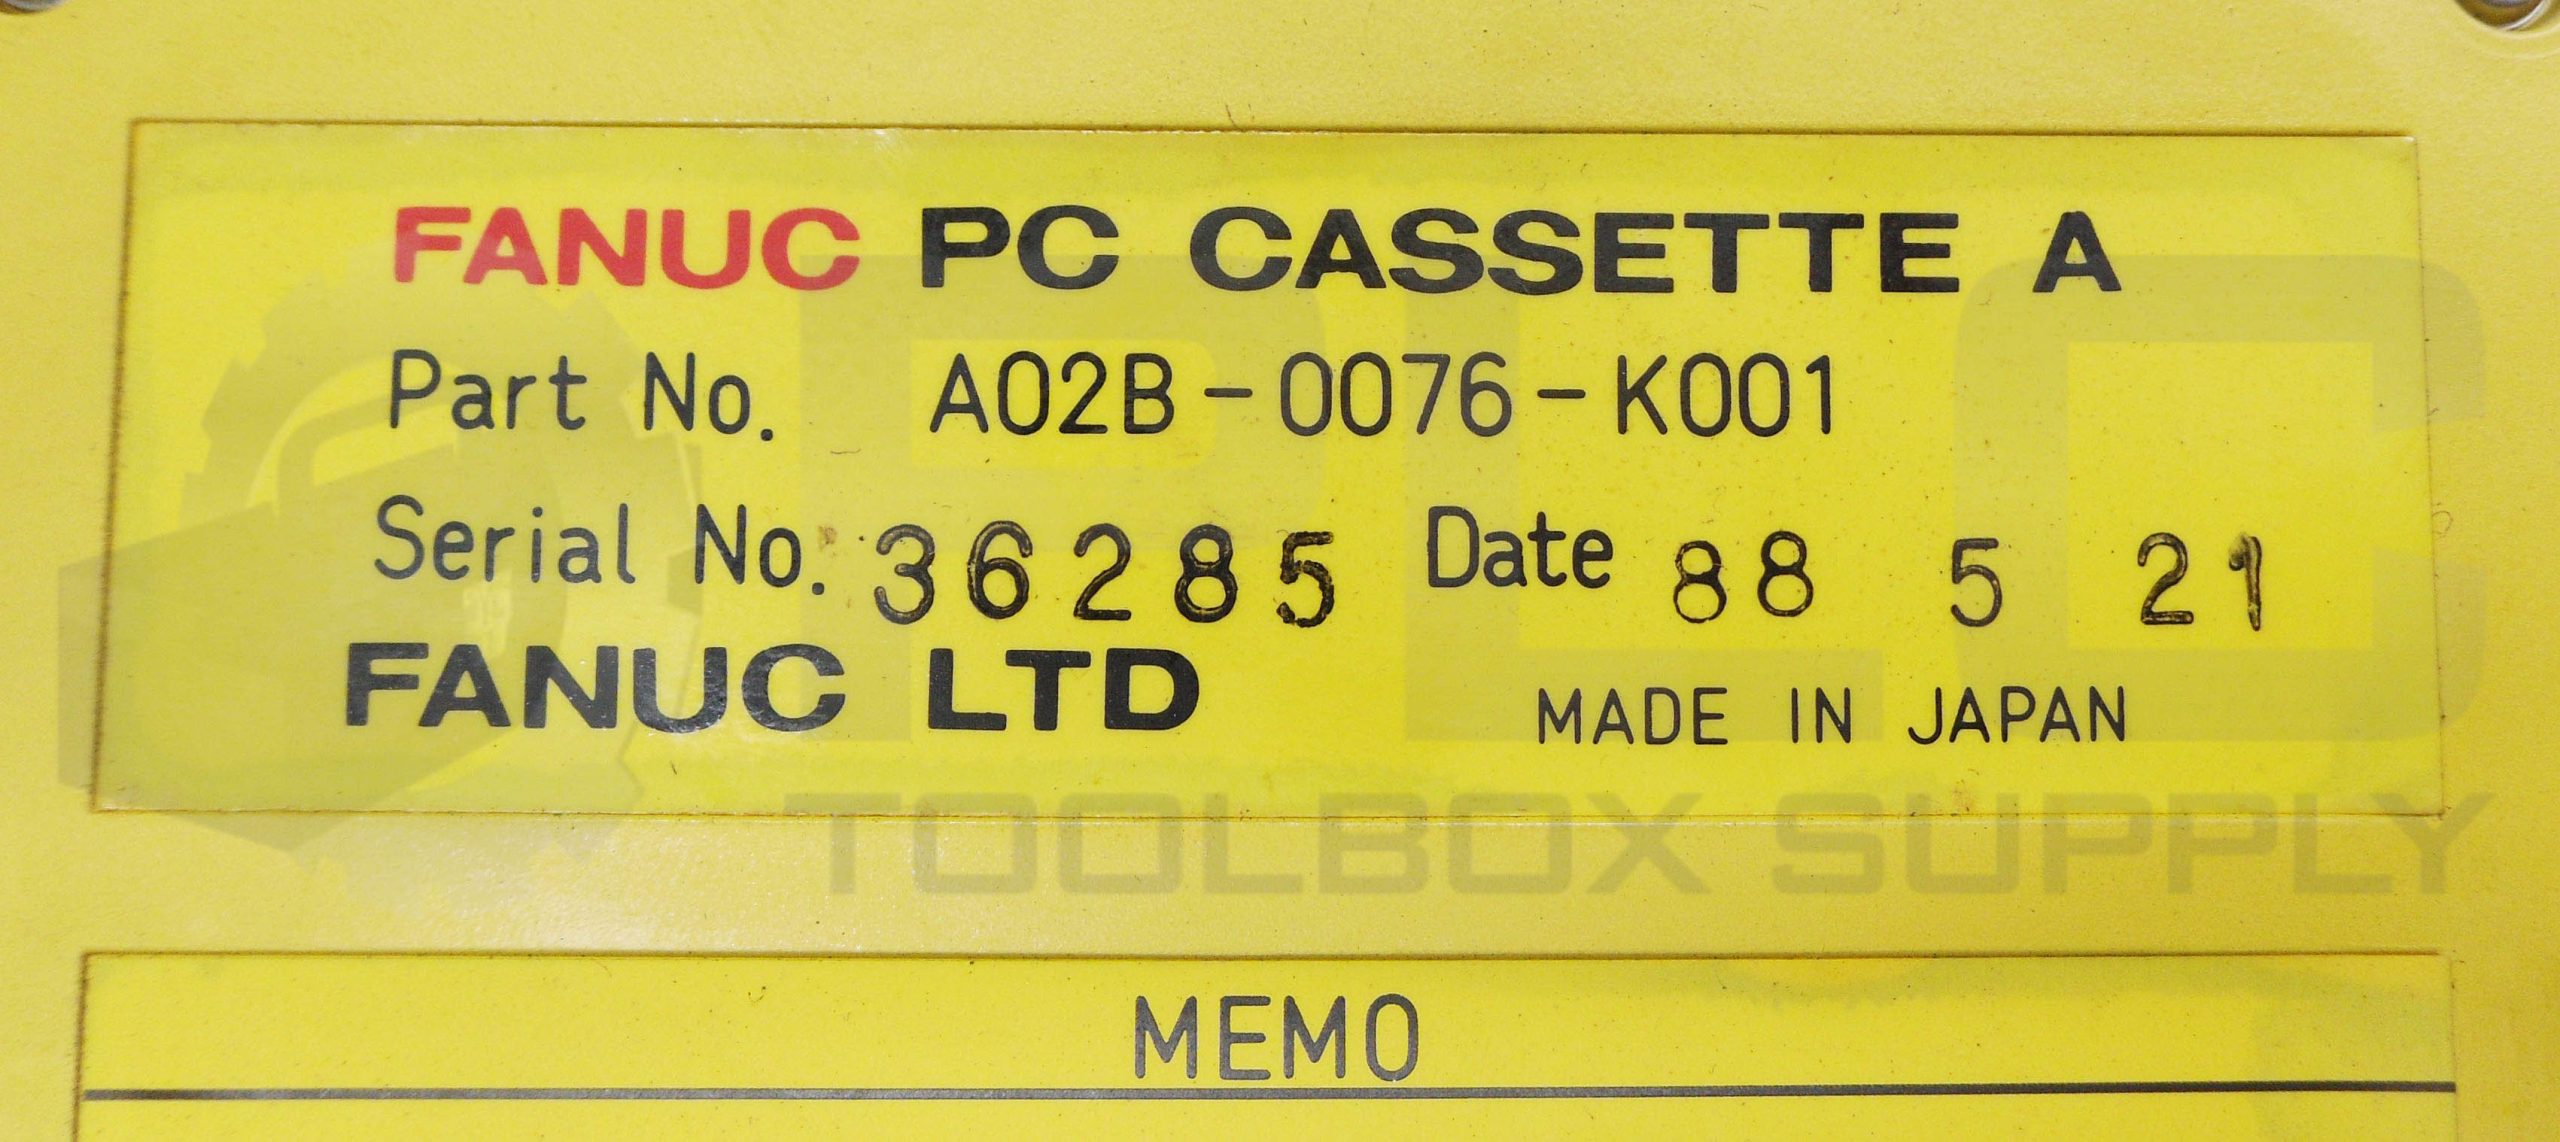 FANUC PC CASSETTE A
Part No. A02B-0076-K001
Serial No. 36285 Date 88 5 21
FANUC LTD MADE IN JAPAN
PLC
TOOLBOX SUPPLY
MEMO